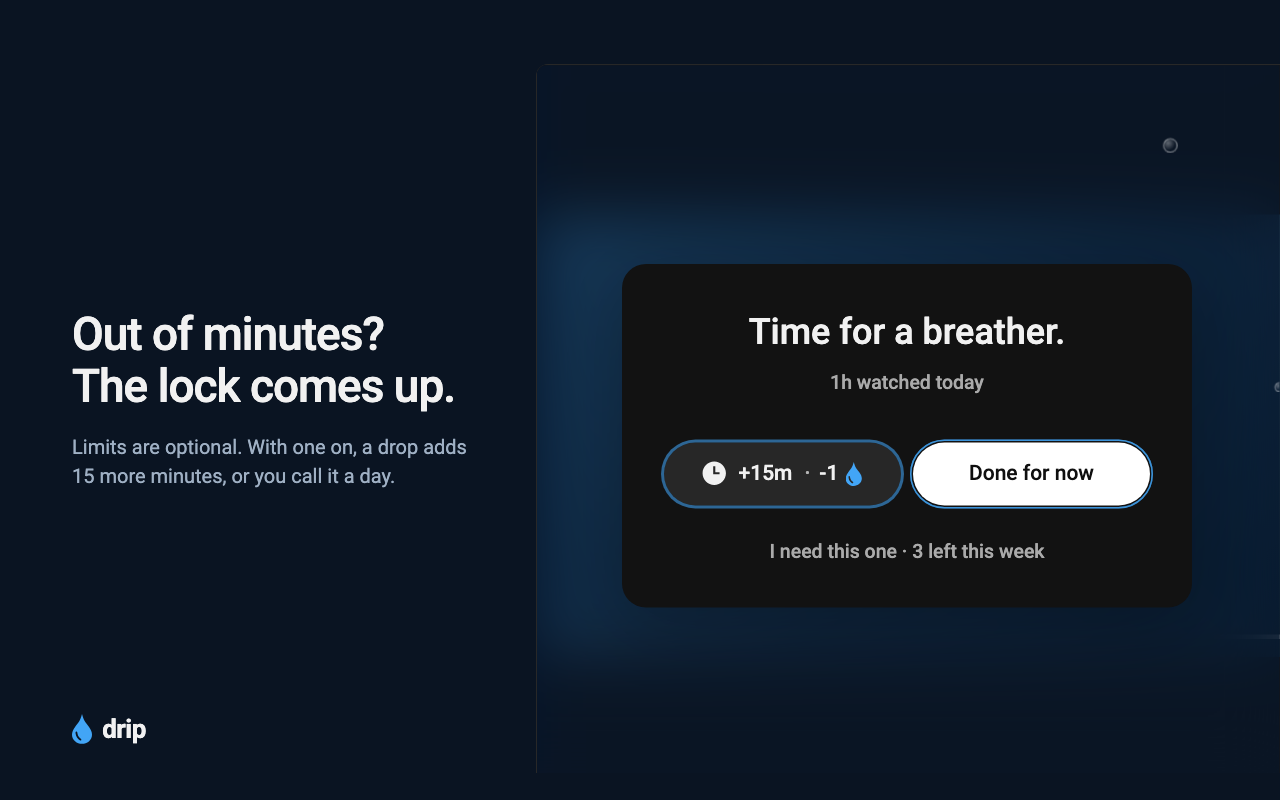 Out of minutes?
The lock comes up.
Limits are optional. With one on, a drop adds
15 more minutes, or you call it a day.
drip
Time for a breather.
1h watched today
+15m · -1
Done for now
I need this one · 3 left this week